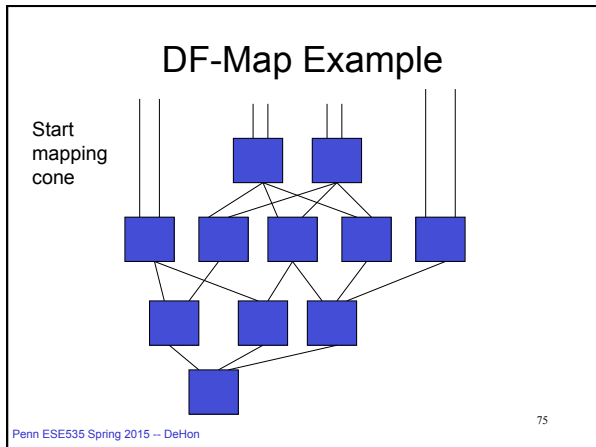 DF-Map Example
Start
mapping
cone
Penn ESE535 Spring 2015 -- DeHon
75